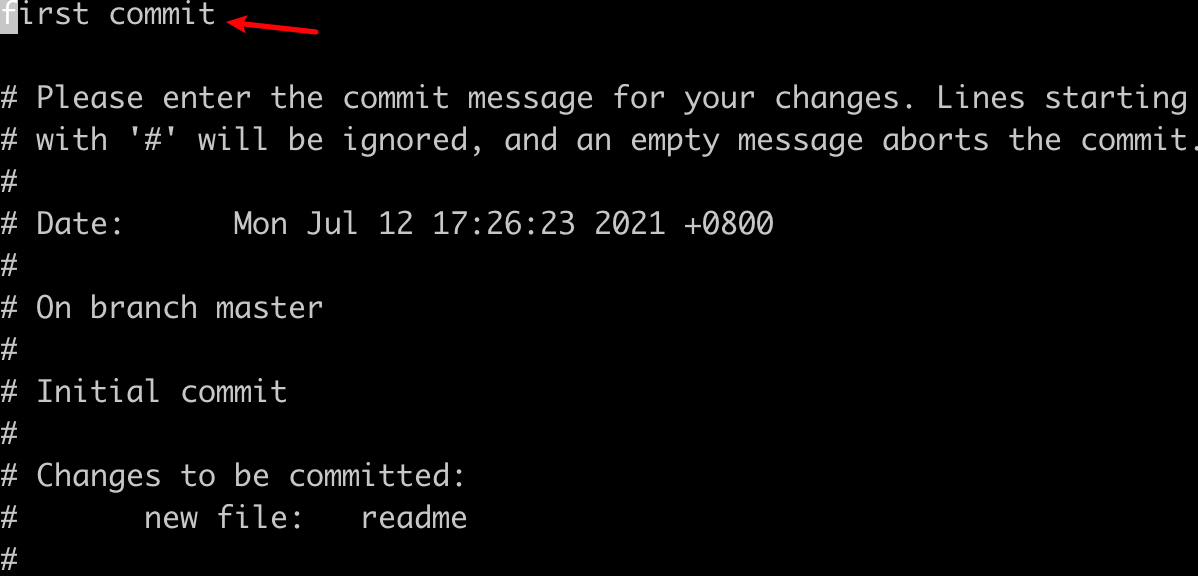 first commit
# Please enter the commit message for your changes. Lines starting
# with '#' will be ignored, and an empty message aborts the commit.
#
# Date:      Mon Jul 12 17:26:23 2021 +0800
#
# On branch master
#
# Initial commit
#
# Changes to be committed:
#       new file:   readme
#